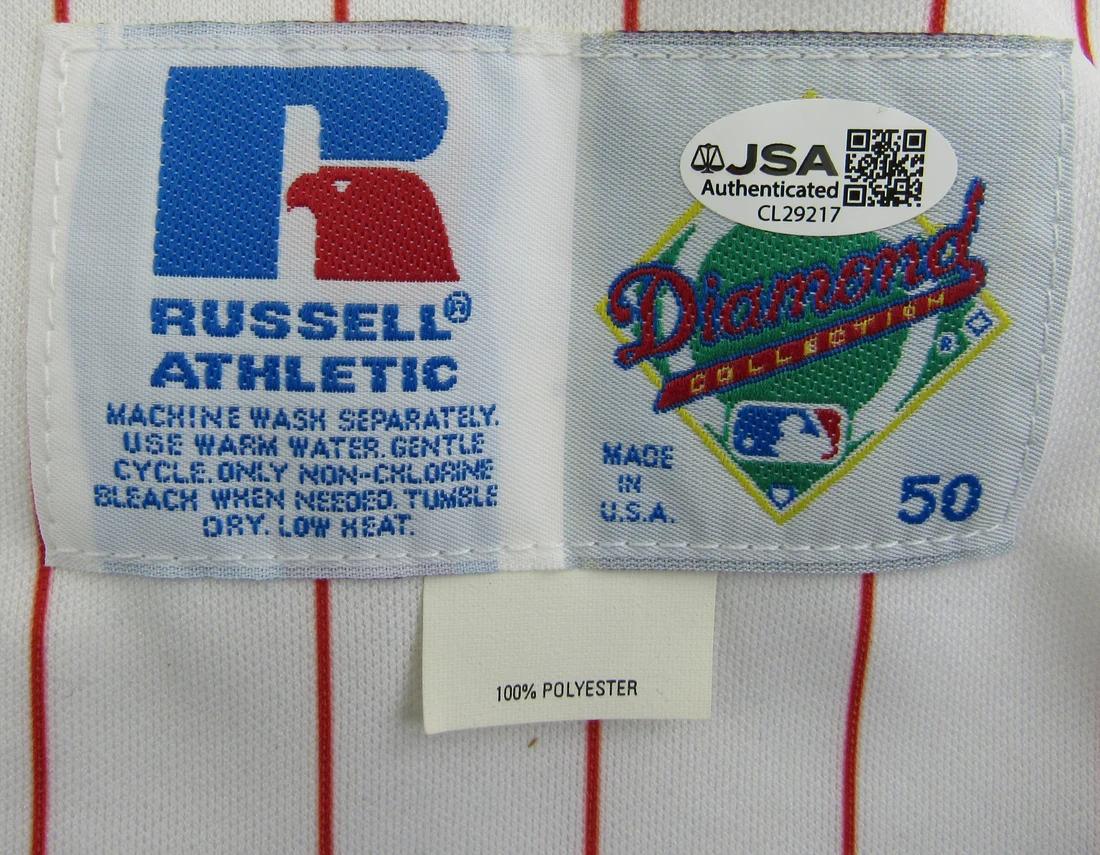 RUSSELL®
ATHLETIC
MACHINE WASH SEPARATELY.
USE WARM WATER. GENTLE
CYCLE. ONLY NON-CHLORINE
BLEACH WHEN NEEDED. TUMBLE
DRY. LOW HEAT.
JSA
Authenticated
CL29217
Diamond
COLLECTION
®
MADE
IN
U.S.A.
50
100% POLYESTER